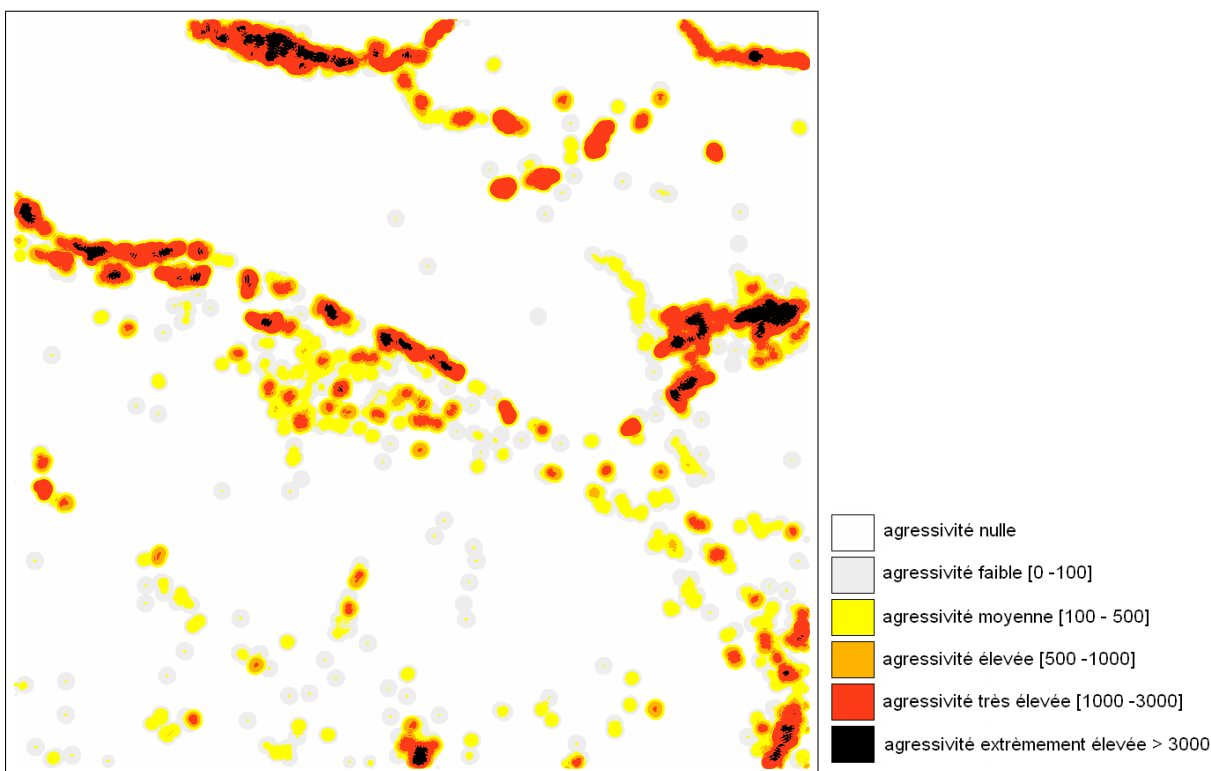 agressivité nulle
agressivité faible [0 -100]
agressivité moyenne [100 - 500]
agressivité élevée [500 -1000]
agressivité très élevée [1000 -3000]
agressivité extrèmement élevée > 3000